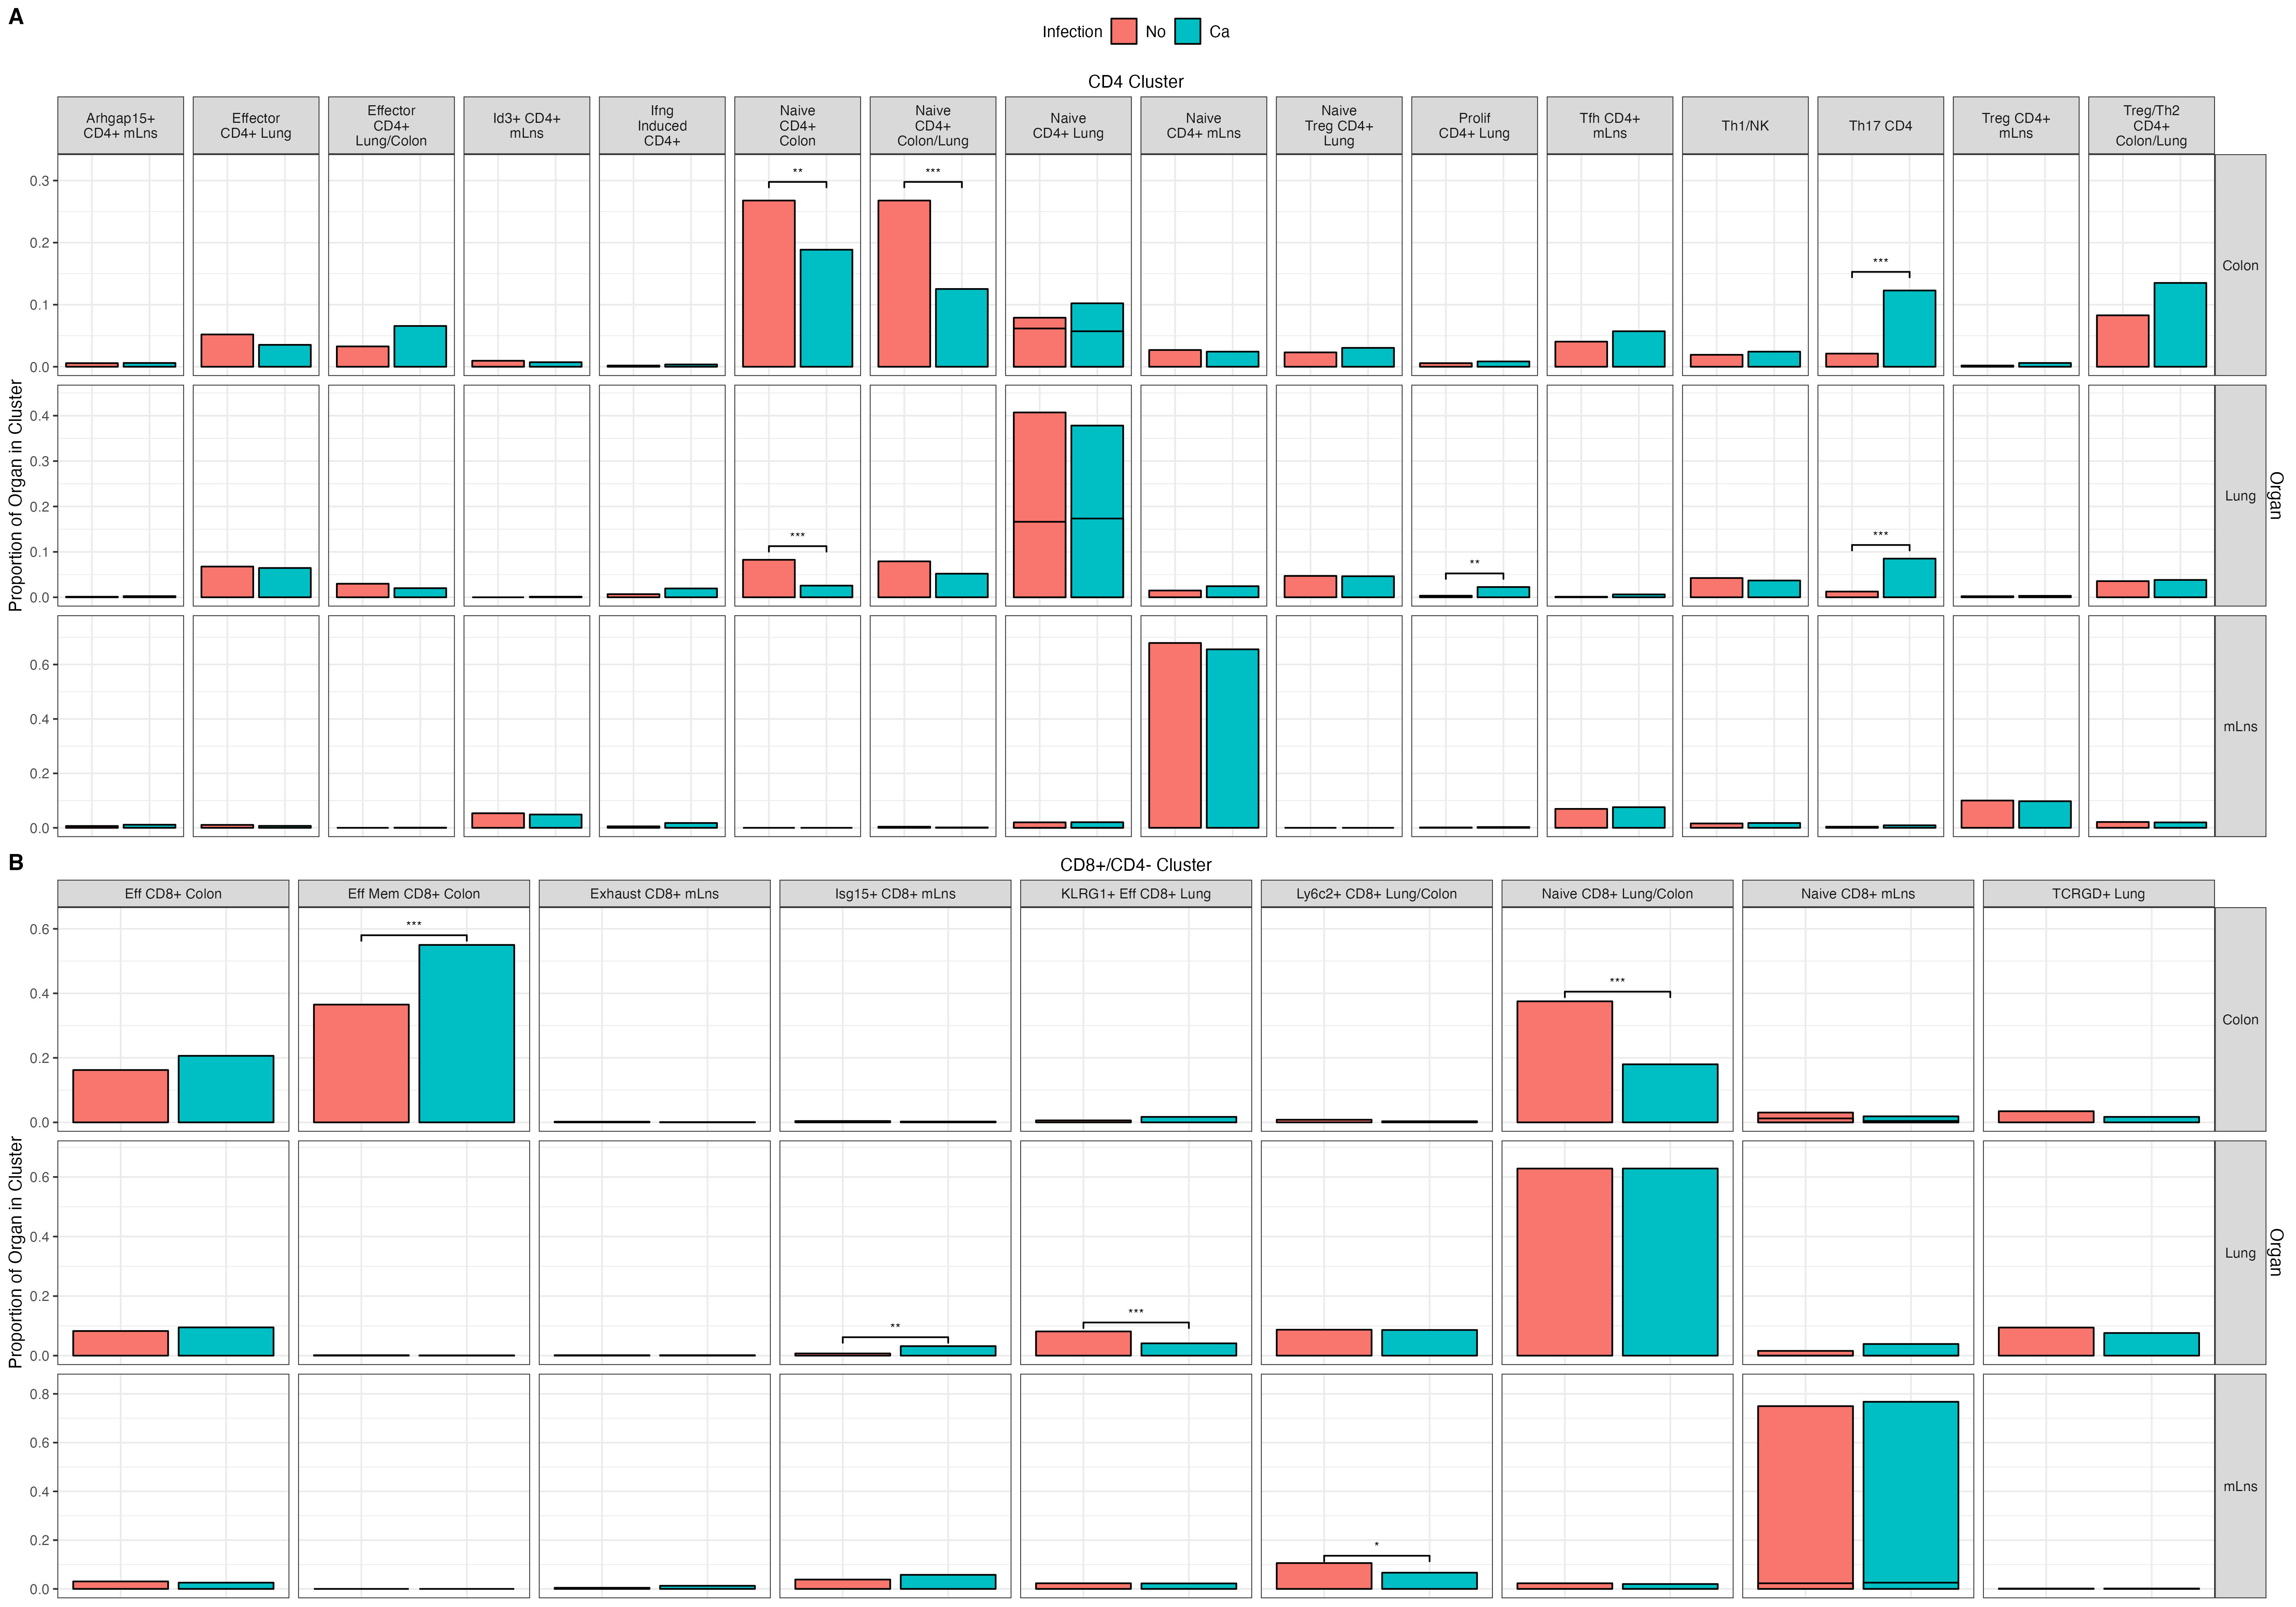 A
Infection No Ca
CD4 Cluster
Arhgap15+
CD4+ mLns
Effector
CD4+ Lung
Effector
CD4+
Lung/Colon
Id3+ CD4+
mLns
Ifng
Induced
CD4+
Naive
CD4+
Colon
Naive
CD4+
Colon/Lung
Naive
CD4+ Lung
Naive
CD4+ mLns
Naive
Treg CD4+
Lung
Prolif
CD4+ Lung
Tfh CD4+
mLns
Th1/NK
Th17 CD4
Treg CD4+
mLns
Treg/Th2
CD4+
Colon/Lung
Proportion of Organ in Cluster
0.3
0.2
0.1
0.0
**
***
***
Colon
0.4
0.3
0.2
0.1
0.0
***
**
***
Lung
Organ
0.6
0.4
0.2
0.0
mLns
B
CD8+/CD4- Cluster
Eff CD8+ Colon
Eff Mem CD8+ Colon
Exhaust CD8+ mLns
Isg15+ CD8+ mLns
KLRG1+ Eff CD8+ Lung
Ly6c2+ CD8+ Lung/Colon
Naive CD8+ Lung/Colon
Naive CD8+ mLns
TCRGD+ Lung
Proportion of Organ in Cluster
0.6
0.4
0.2
0.0
***
***
Colon
0.6
0.4
0.2
0.0
**
***
Lung
Organ
0.8
0.6
0.4
0.2
0.0
*
mLns